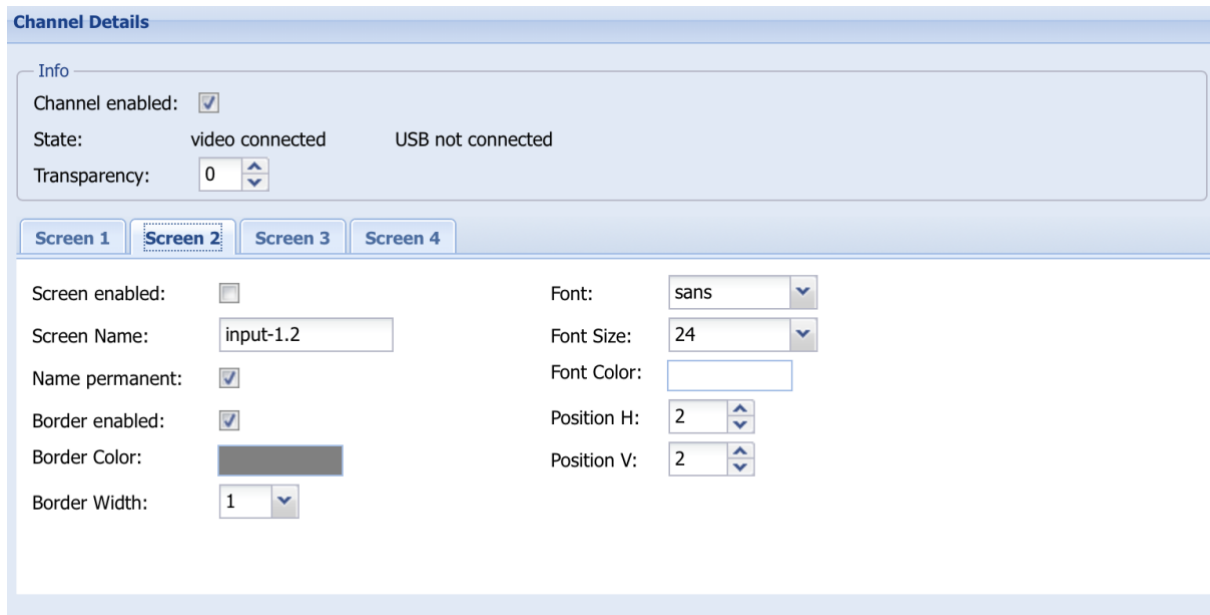 Channel Details
Info
Channel enabled:
State: video connected USB not connected
Transparency: 0
Screen 1 Screen 2 Screen 3 Screen 4
Screen enabled: Font: sans
Screen Name: input-1.2 Font Size: 24
Name permanent: Font Color:
Border enabled: Position H: 2
Border Color: Position V: 2
Border Width: 1